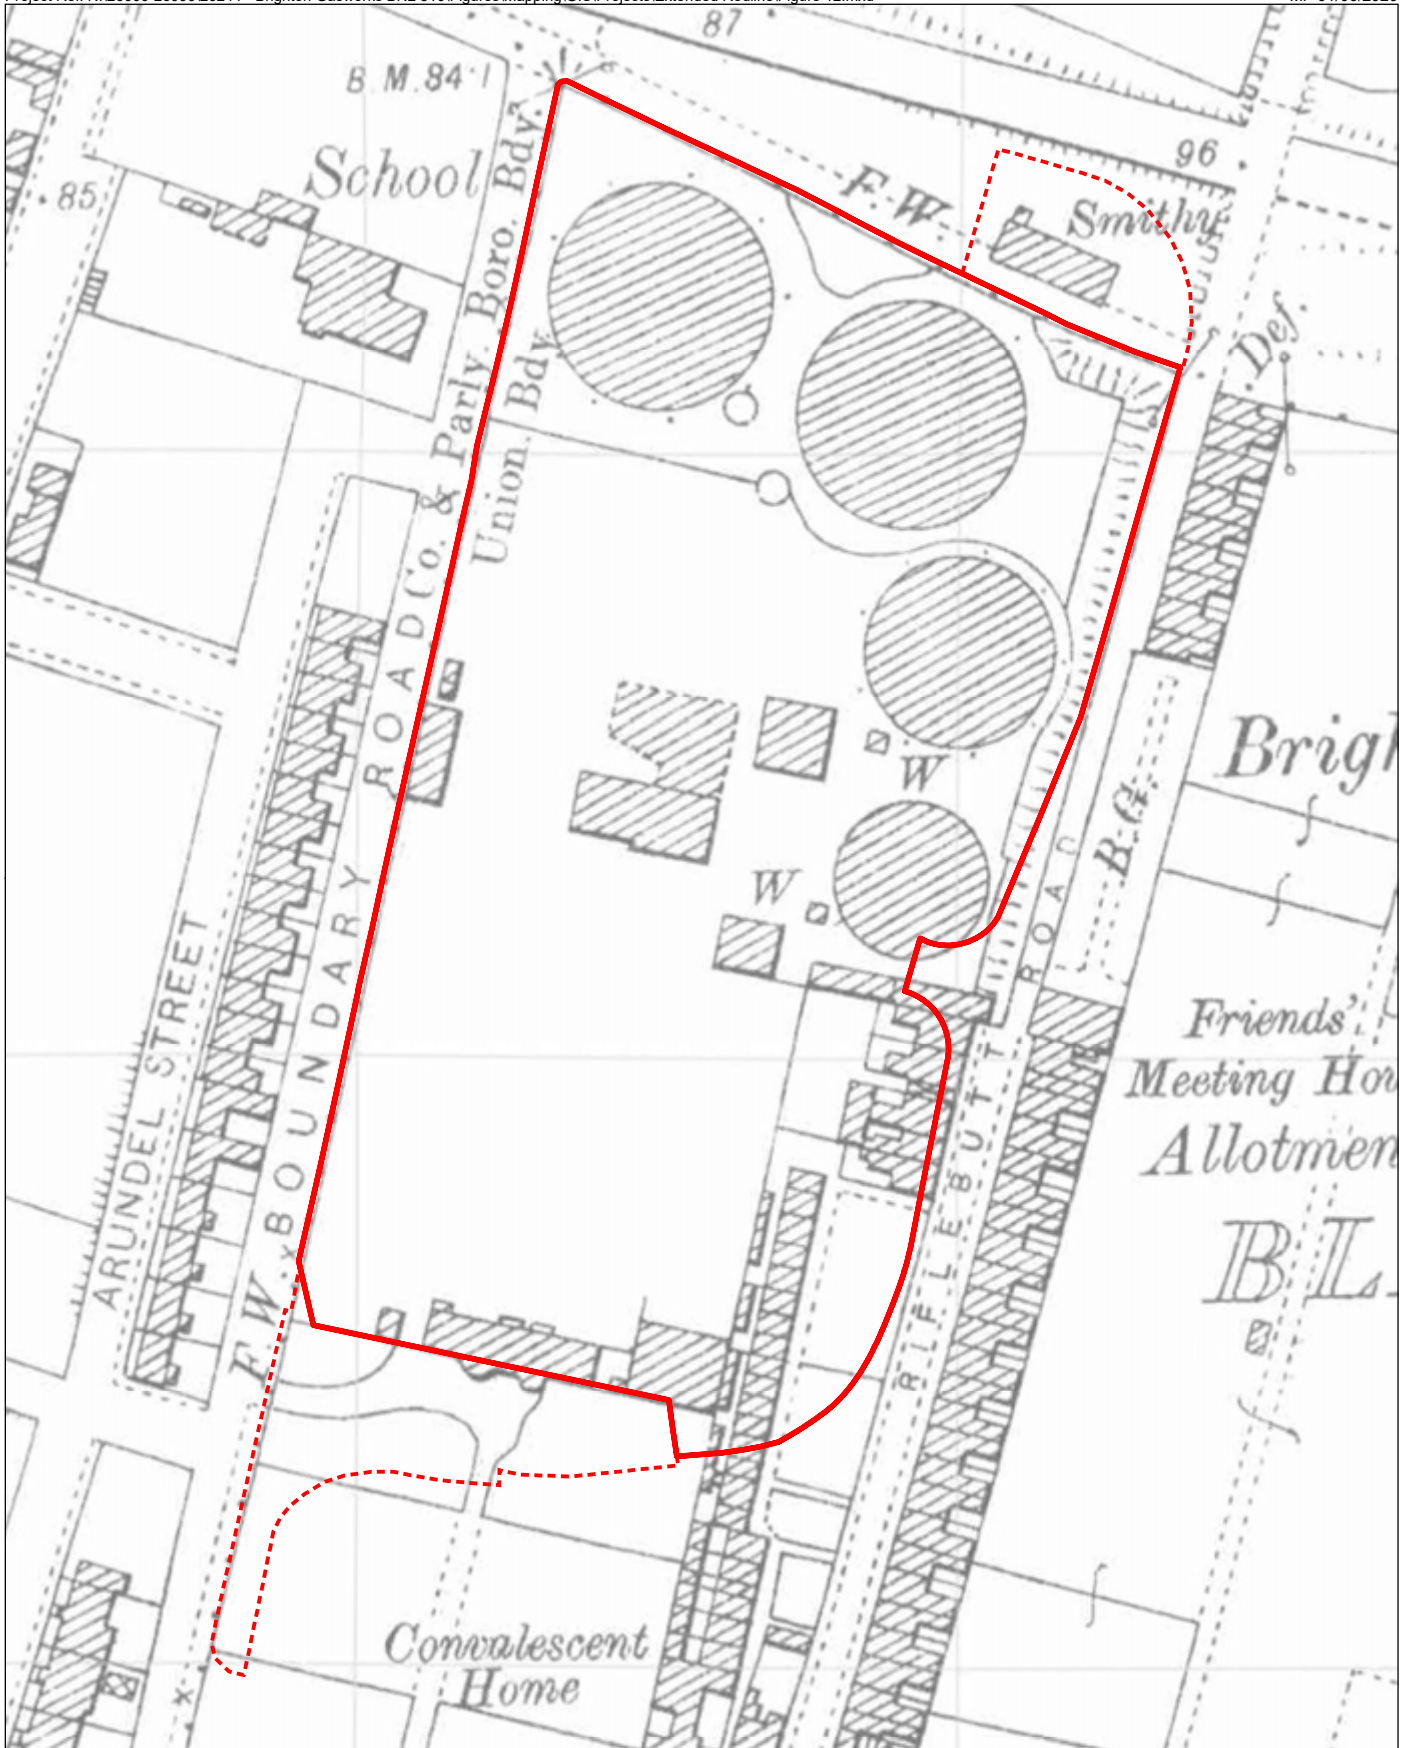 87
B.M.84·1
School
96
.85
F.W.
Smithy
Parly. Boro. Bdy.
Union. Bdy.
Def.
Co. &
W
Brigh
B.G.
W
BOUNDARY ROAD
ARUNDEL STREET
RIFLE BUTT ROAD
Friends'
Meeting Hou
Allotmen
BL
F.W.
Convalescent
Home